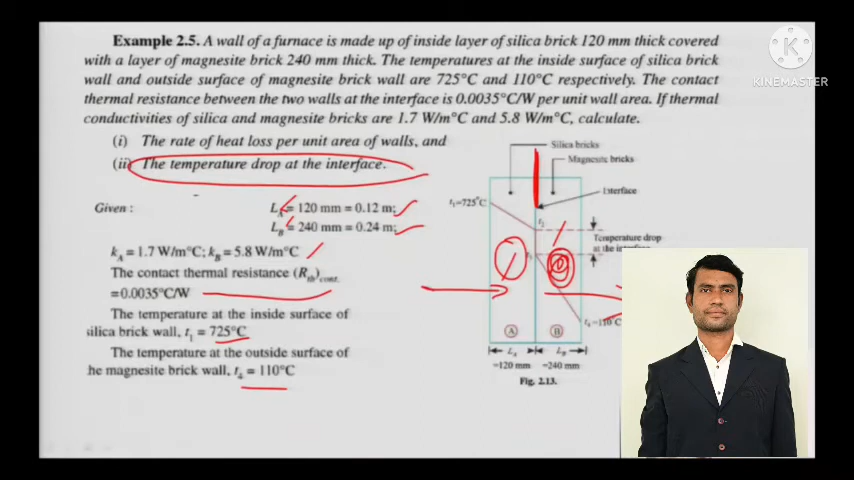 Example 2.5. A wall of a furnace is made up of inside layer of silica brick 120 mm thick covered
with a layer of magnesite brick 240 mm thick. The temperatures at the inside surface of silica brick
wall and outside surface of magnesite brick wall are 725°C and 110°C respectively. The contact
thermal resistance between the two walls at the interface is 0.0035°C/W per unit wall area. If thermal
conductivities of silica and magnesite bricks are 1.7 W/m°C and 5.8 W/m°C, calculate.
(i) The rate of heat loss per unit area of walls, and
(ii) The temperature drop at the interface.
Given :
L_A = 120 mm = 0.12 m;
L_B = 240 mm = 0.24 m;
k_A = 1.7 W/m°C; k_B = 5.8 W/m°C
The contact thermal resistance (R_th)_cont.
=0.0035°C/W
The temperature at the inside surface of
silica brick wall, t_1 = 725°C
The temperature at the outside surface of
he magnesite brick wall, t_4 = 110°C
Silica bricks
Magnesite bricks
Interface
t_1=725°C
t_2
Temperature drop
at the interface
t_3
t_4=110°C
A B
L_A L_B
=120 mm =240 mm
Fig. 2.13.
K
KINEMASTER